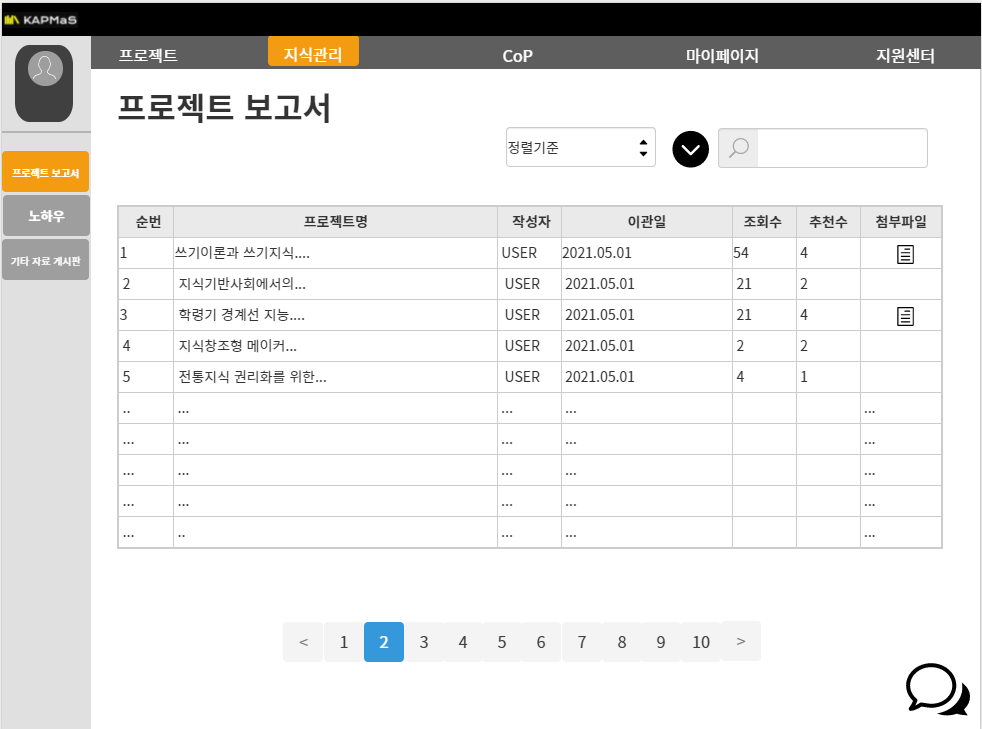 KAPMaS
프로젝트 지식관리 CoP 마이페이지 지원센터
프로젝트 보고서
정렬기준
프로젝트 보고서
노하우
기타 자료 게시판
순번 프로젝트명 작성자 이관일 조회수 추천수 첨부파일
1 쓰기이론과 쓰기지식.... USER 2021.05.01 54 4
2 지식기반사회에서의... USER 2021.05.01 21 2
3 학령기 경계선 지능.... USER 2021.05.01 21 4
4 지식창조형 메이커... USER 2021.05.01 2 2
5 전통지식 권리화를 위한... USER 2021.05.01 4 1
.. ... ... ... ...
... ... ... ... ...
... ... ... ... ...
... ... ... ... ...
... .. ... ... ...
< 1 2 3 4 5 6 7 8 9 10 >